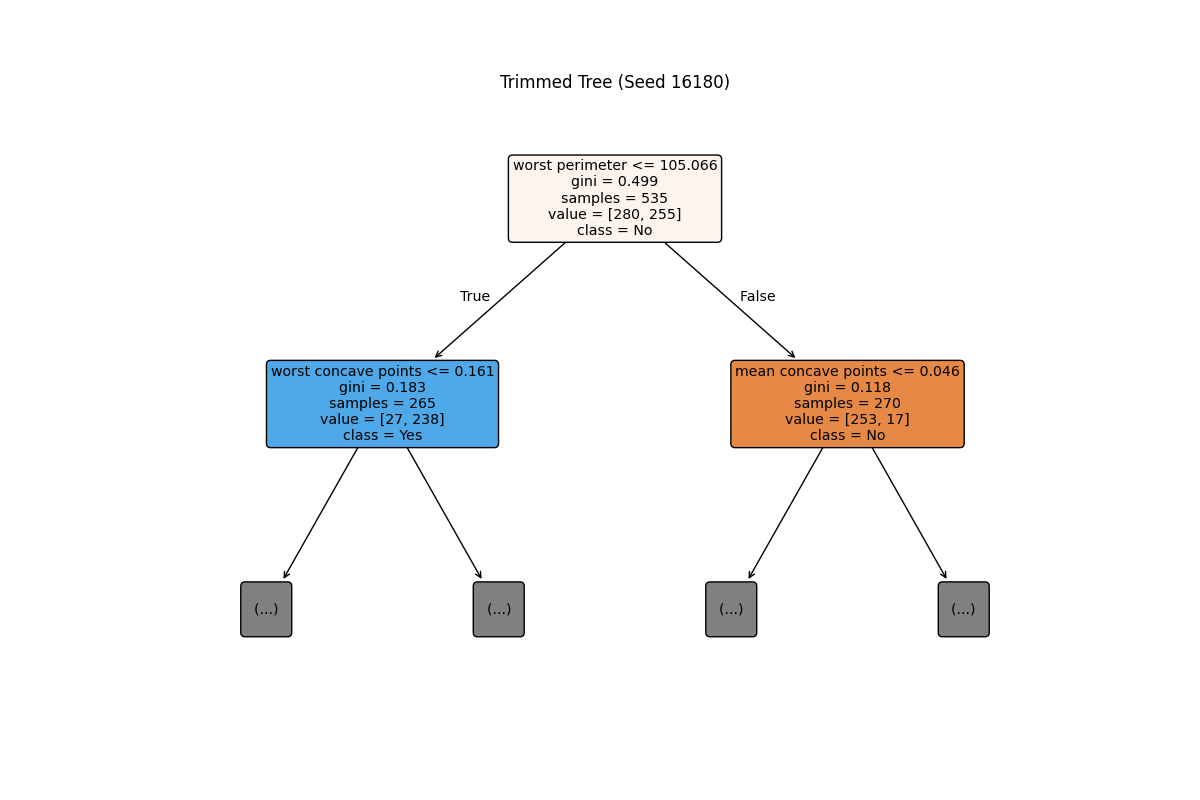 Trimmed Tree (Seed 16180)
worst perimeter <= 105.066
gini = 0.499
samples = 535
value = [280, 255]
class = No
True
False
worst concave points <= 0.161
gini = 0.183
samples = 265
value = [27, 238]
class = Yes
mean concave points <= 0.046
gini = 0.118
samples = 270
value = [253, 17]
class = No
(...)
(...)
(...)
(...)